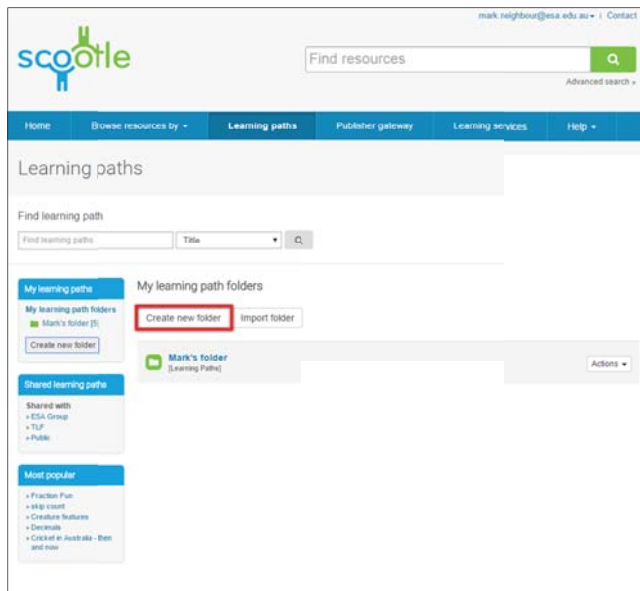 mark.neighbour@esa.edu.au | Contact
scootle
Find resources
Advanced search »
Home Browse resources by Learning paths Publisher gateway Learning services Help
Learning paths
Find learning path
Find learning paths Title
My learning paths
My learning path folders
Mark's folder [5]
Create new folder
Shared learning paths
Shared with
» ESA Group
» TLF
» Public
Most popular
» Fraction Fun
» skip count
» Creature features
» Decimals
» Cricket in Australia - Then
and now
My learning path folders
Create new folder Import folder
Mark's folder
[Learning Paths]
Actions